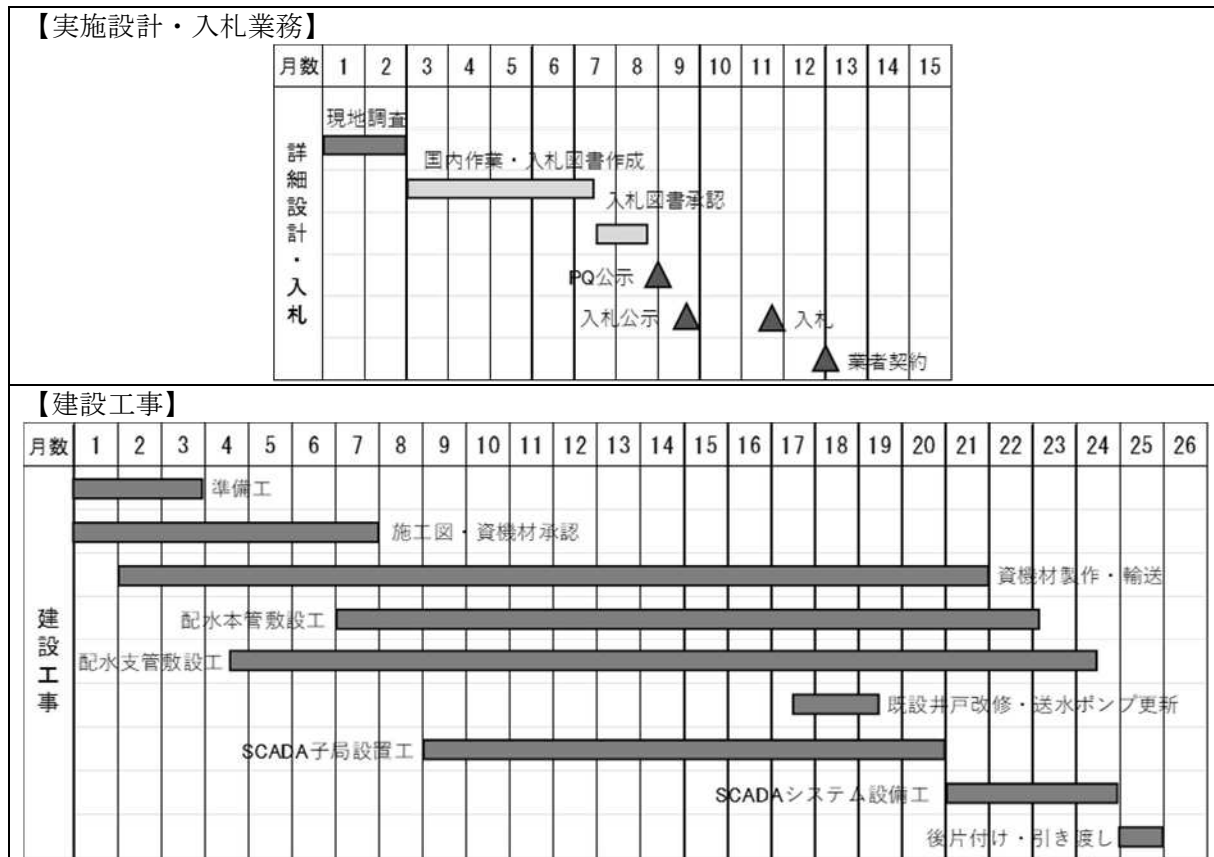 【実施設計・入札業務】
月数 1 2 3 4 5 6 7 8 9 10 11 12 13 14 15
詳細設計・入札
現地調査
国内作業・入札図書作成
入札図書承認
PQ公示
入札公示
入札
業者契約
【建設工事】
月数 1 2 3 4 5 6 7 8 9 10 11 12 13 14 15 16 17 18 19 20 21 22 23 24 25 26
建設工事
準備工
施工図・資機材承認
資機材製作・輸送
配水本管敷設工
配水支管敷設工
既設井戸改修・送水ポンプ更新
SCADA子局設置工
SCADAシステム設備工
後片付け・引き渡し